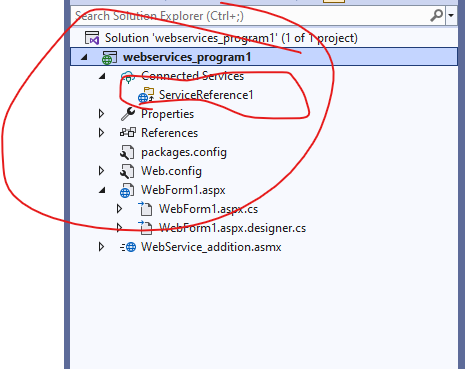 Search Solution Explorer (Ctrl+;)
Solution 'webservices_program1' (1 of 1 project)
webservices_program1
Connected Services
ServiceReference1
Properties
References
packages.config
Web.config
WebForm1.aspx
WebForm1.aspx.cs
WebForm1.aspx.designer.cs
WebService_addition.asmx